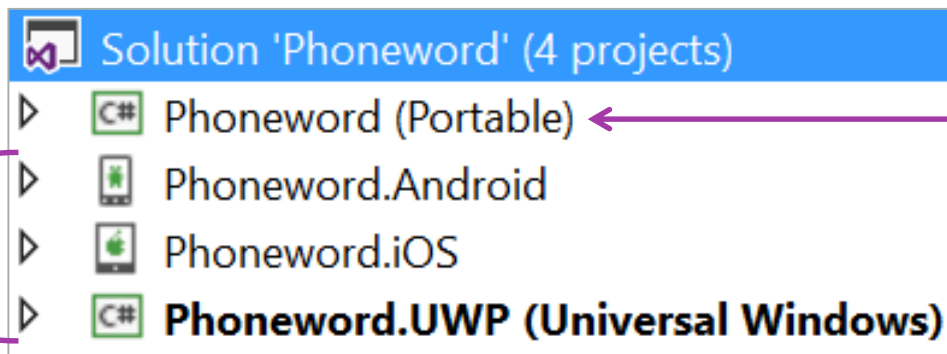 Solution 'Phoneword' (4 projects)
C# Phoneword (Portable)
Phoneword.Android
Phoneword.iOS
C# Phoneword.UWP (Universal Windows)